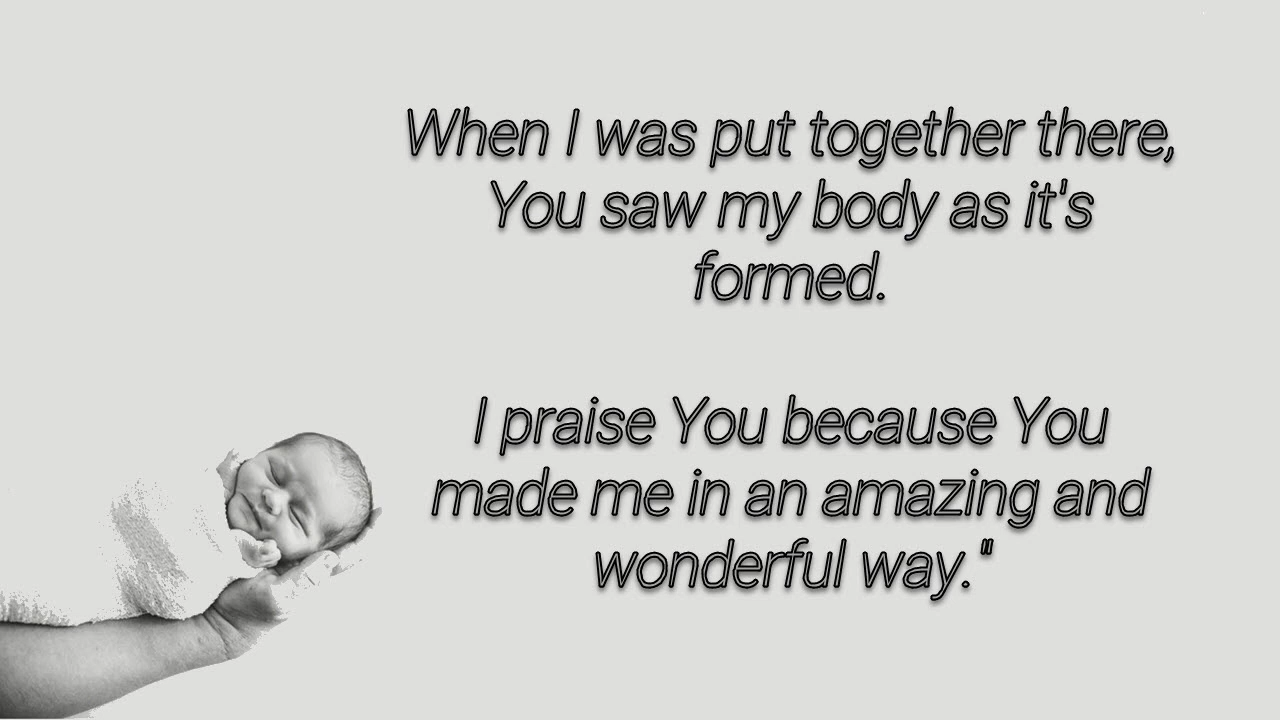 When I was put together there,
You saw my body as it's
formed.
I praise You because You
made me in an amazing and
wonderful way."